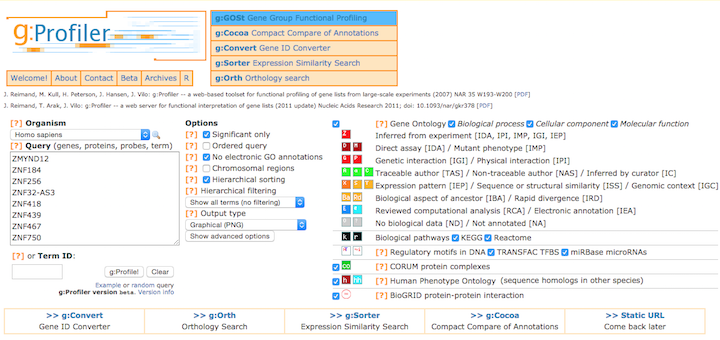 g:Profiler
g:GOSt Gene Group Functional Profiling
g:Cocoa Compact Compare of Annotations
g:Convert Gene ID Converter
g:Sorter Expression Similarity Search
g:Orth Orthology search
Welcome! About Contact Beta Archives R
J. Reimand, M. Kull, H. Peterson, J. Hansen, J. Vilo: g:Profiler -- a web-based toolset for functional profiling of gene lists from large-scale experiments (2007) NAR 35 W193-W200 [PDF]
J. Reimand, T. Arak, J. Vilo: g:Profiler -- a web server for functional interpretation of gene lists (2011 update) Nucleic Acids Research 2011; doi: 10.1093/nar/gkr378 [PDF]
[?] Organism
Homo sapiens
[?] Query (genes, proteins, probes, term)
ZMYND12
ZNF184
ZNF256
ZNF32-AS3
ZNF418
ZNF439
ZNF467
ZNF750
[?] or Term ID:
g:Profile! Clear
Example or random query
g:Profiler version beta. Version info
Options
[?] Significant only
[?] Ordered query
[?] No electronic GO annotations
[?] Chromosomal regions
[?] Hierarchical sorting
[?] Hierarchical filtering
Show all terms (no filtering)
[?] Output type
Graphical (PNG)
Show advanced options
[?] Gene Ontology Biological process Cellular component Molecular function
Inferred from experiment [IDA, IPI, IMP, IGI, IEP]
Direct assay [IDA] / Mutant phenotype [IMP]
Genetic interaction [IGI] / Physical interaction [IPI]
Traceable author [TAS] / Non-traceable author [NAS] / Inferred by curator [IC]
Expression pattern [IEP] / Sequence or structural similarity [ISS] / Genomic context [IGC]
Biological aspect of ancestor [IBA] / Rapid divergence [IRD]
Reviewed computational analysis [RCA] / Electronic annotation [IEA]
No biological data [ND] / Not annotated [NA]
Biological pathways KEGG Reactome
[?] Regulatory motifs in DNA TRANSFAC TFBS miRBase microRNAs
[?] CORUM protein complexes
[?] Human Phenotype Ontology (sequence homologs in other species)
[?] BioGRID protein-protein interaction
>> g:Convert
Gene ID Converter
>> g:Orth
Orthology Search
>> g:Sorter
Expression Similarity Search
>> g:Cocoa
Compact Compare of Annotations
>> Static URL
Come back later